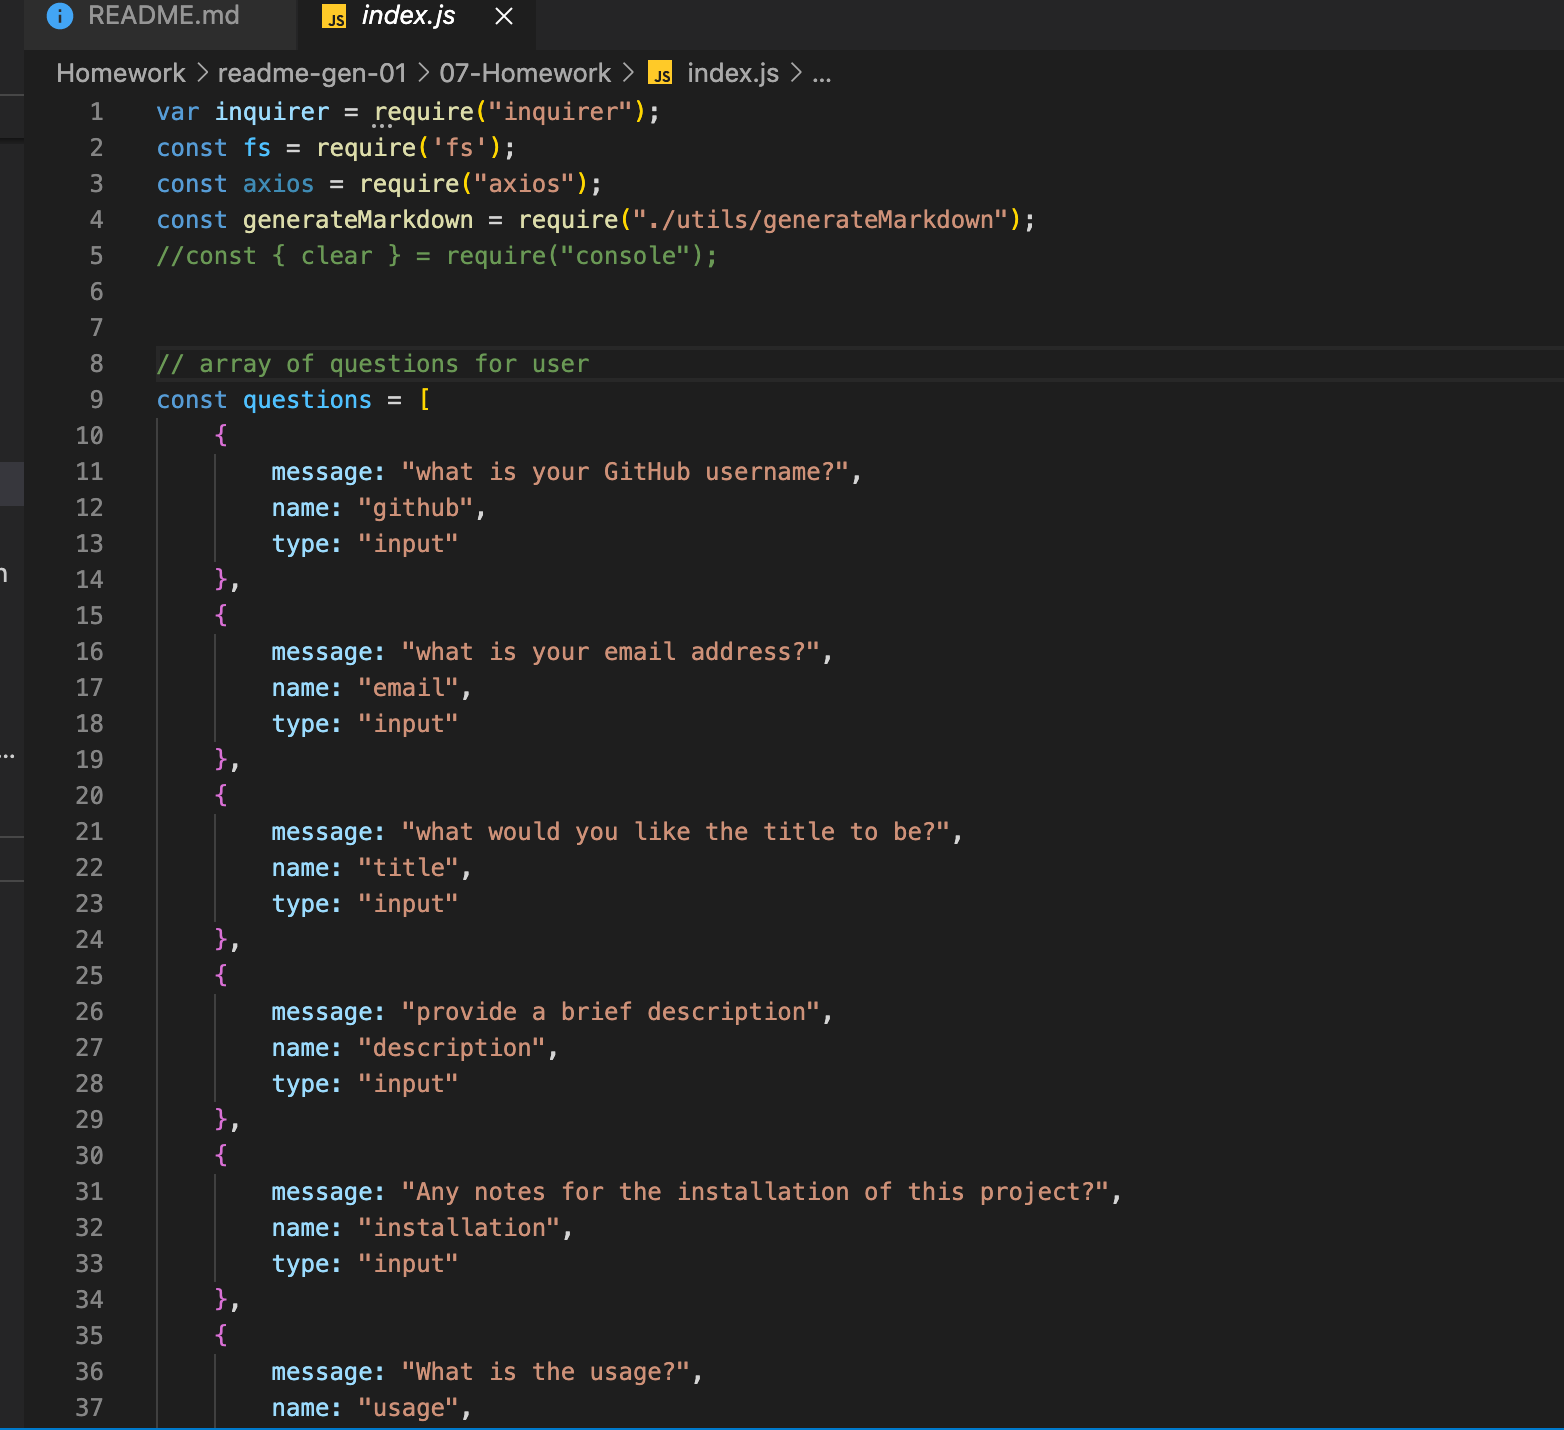 README.md JS index.js
Homework > readme-gen-01 > 07-Homework > JS index.js > ...
1 var inquirer = require("inquirer");
2 const fs = require('fs');
3 const axios = require("axios");
4 const generateMarkdown = require("./utils/generateMarkdown");
5 //const { clear } = require("console");
6
7
8 // array of questions for user
9 const questions = [
10 {
11 message: "what is your GitHub username?",
12 name: "github",
13 type: "input"
14 },
15 {
16 message: "what is your email address?",
17 name: "email",
18 type: "input"
19 },
20 {
21 message: "what would you like the title to be?",
22 name: "title",
23 type: "input"
24 },
25 {
26 message: "provide a brief description",
27 name: "description",
28 type: "input"
29 },
30 {
31 message: "Any notes for the installation of this project?",
32 name: "installation",
33 type: "input"
34 },
35 {
36 message: "What is the usage?",
37 name: "usage",